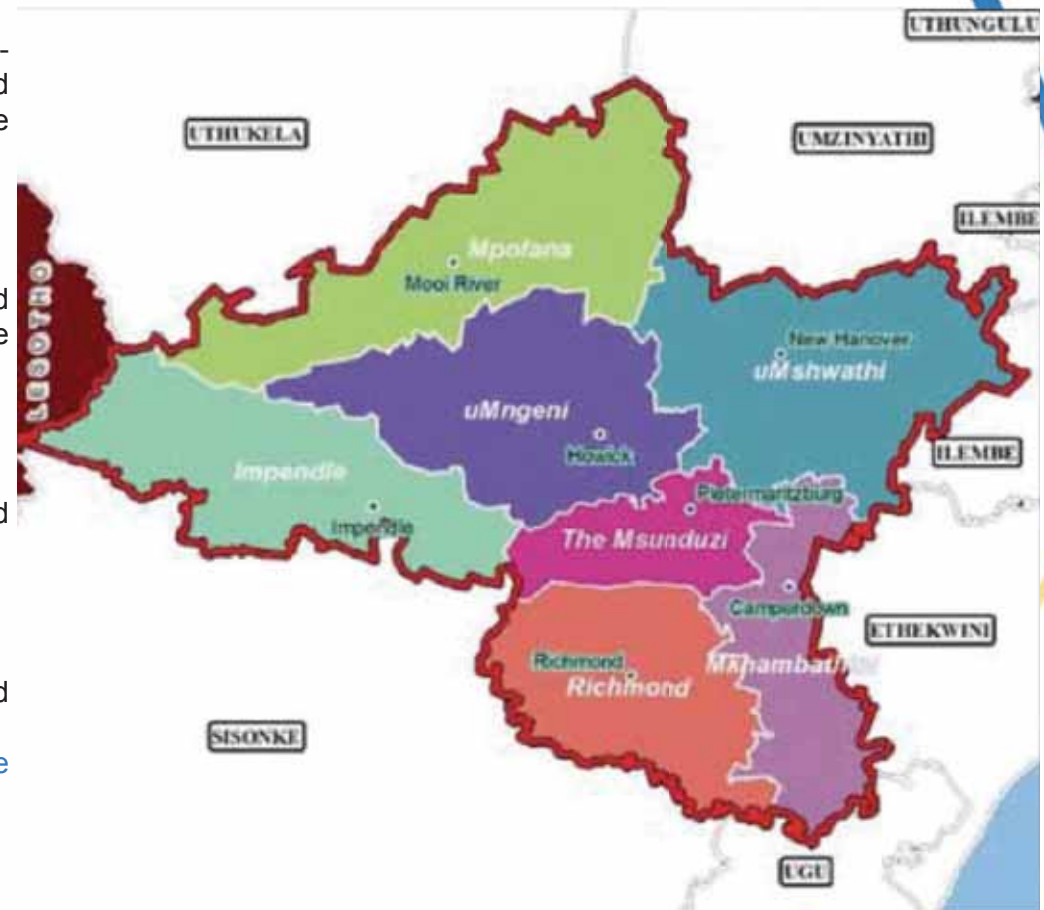 -
d
e
d
e
d
d
e
UTHUNGULU
UTHUKELA
UMZINYATHI
ILEMBE
LESOTHO
Mpofana
Mooi River
New Hanover
uMshwathi
uMngeni
Howick
ILEMBE
Impendle
Impendle
Pietermaritzburg
The Msunduzi
Camperdown
ETHEKWINI
Richmond
Richmond
SISONKE
UGU